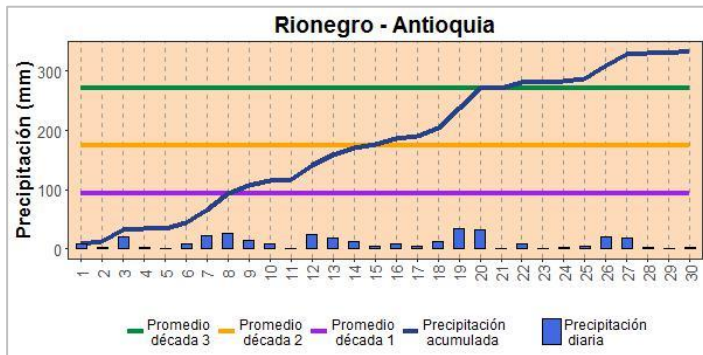 Rionegro - Antioquia
Precipitación (mm)
300
200
100
0
1 2 3 4 5 6 7 8 9 10 11 12 13 14 15 16 17 18 19 20 21 22 23 24 25 26 27 28 29 30
Promedio década 3
Promedio década 2
Promedio década 1
Precipitación acumulada
Precipitación diaria